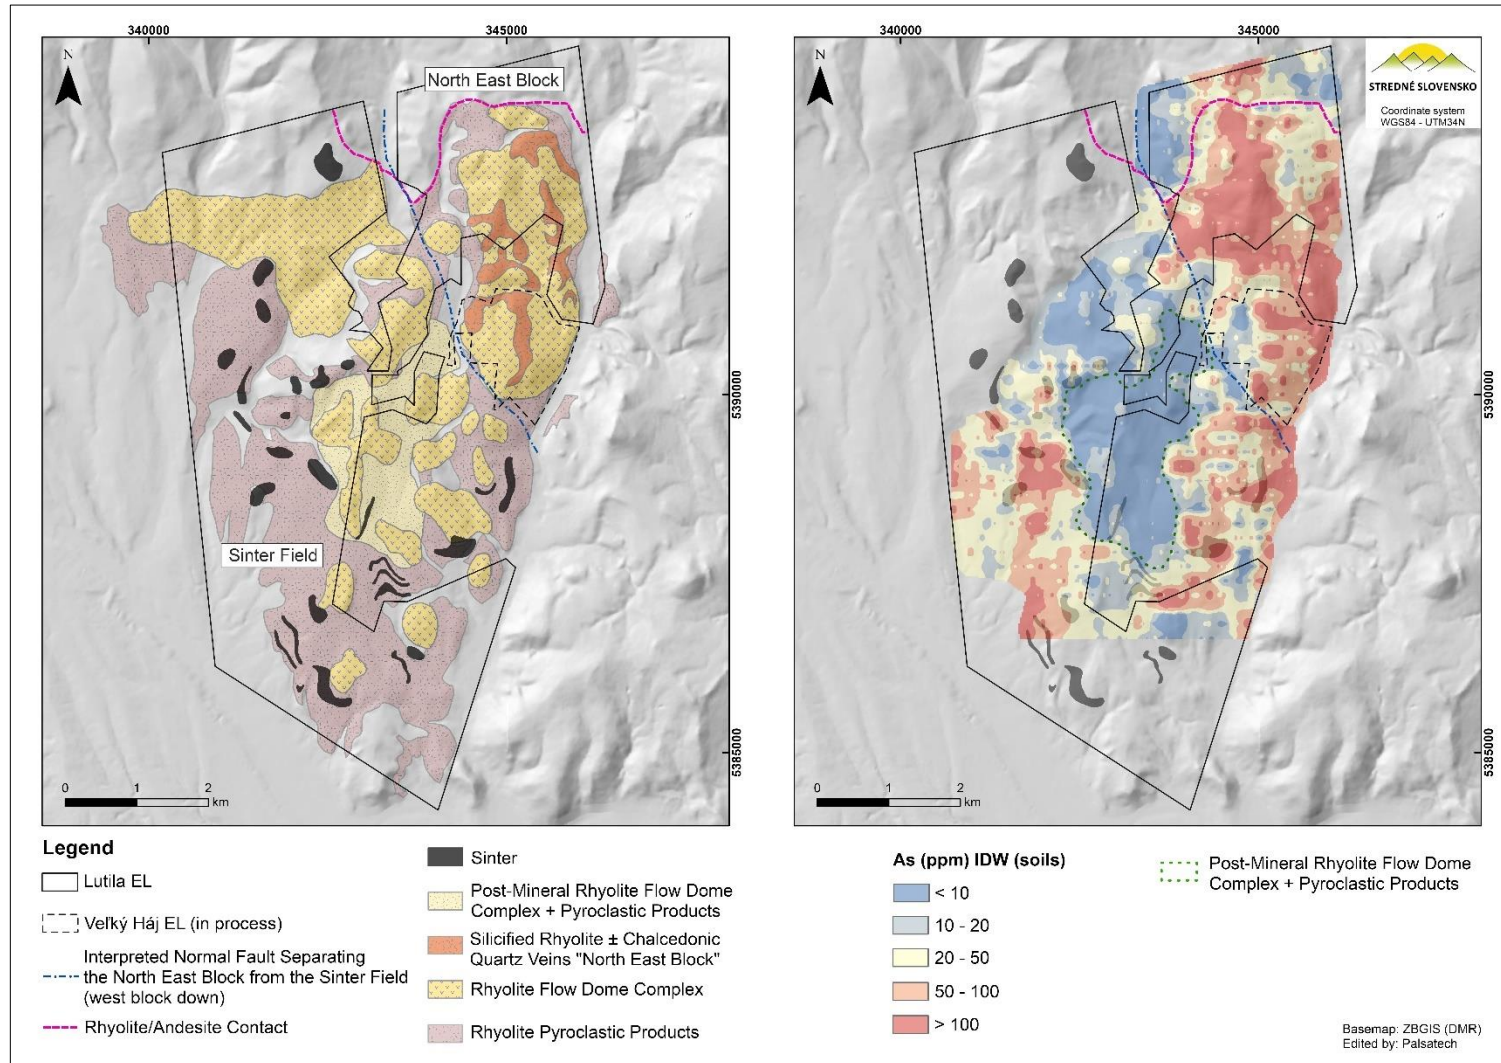 340000
345000
N
North East Block
Sinter Field
5390000
5385000
0 1 2
km
340000
345000
N
STREDNÉ SLOVENSKO
Coordinate system
WGS84 - UTM34N
5390000
5385000
0 1 2
km
Legend
Lutila EL
Veľký Háj EL (in process)
Interpreted Normal Fault Separating
the North East Block from the Sinter Field
(west block down)
Rhyolite/Andesite Contact
Sinter
Post-Mineral Rhyolite Flow Dome
Complex + Pyroclastic Products
Silicified Rhyolite ± Chalcedonic
Quartz Veins "North East Block"
Rhyolite Flow Dome Complex
Rhyolite Pyroclastic Products
As (ppm) IDW (soils)
< 10
10 - 20
20 - 50
50 - 100
> 100
Post-Mineral Rhyolite Flow Dome
Complex + Pyroclastic Products
Basemap: ZBGIS (DMR)
Edited by: Palsatech